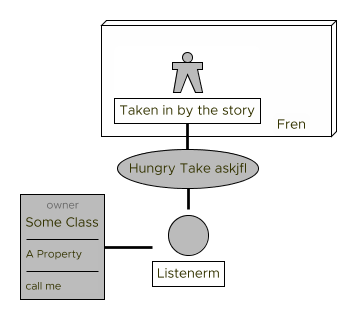 Taken in by the story
Fren
Hungry Take askjfl
owner
Some Class
A Property
call me
Listenerm